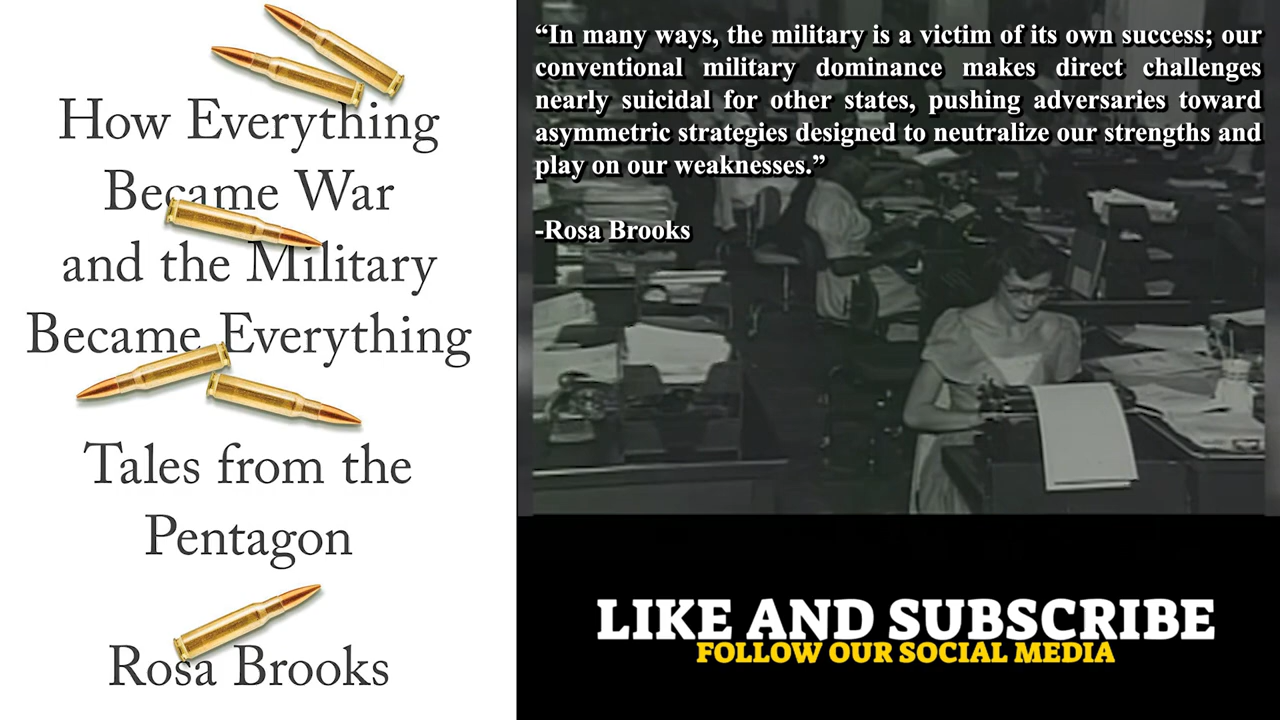 How Everything
Became War
and the Military
Became Everything
Tales from the
Pentagon
Rosa Brooks
“In many ways, the military is a victim of its own success; our
conventional military dominance makes direct challenges
nearly suicidal for other states, pushing adversaries toward
asymmetric strategies designed to neutralize our strengths and
play on our weaknesses.”
-Rosa Brooks
LIKE AND SUBSCRIBE
FOLLOW OUR SOCIAL MEDIA